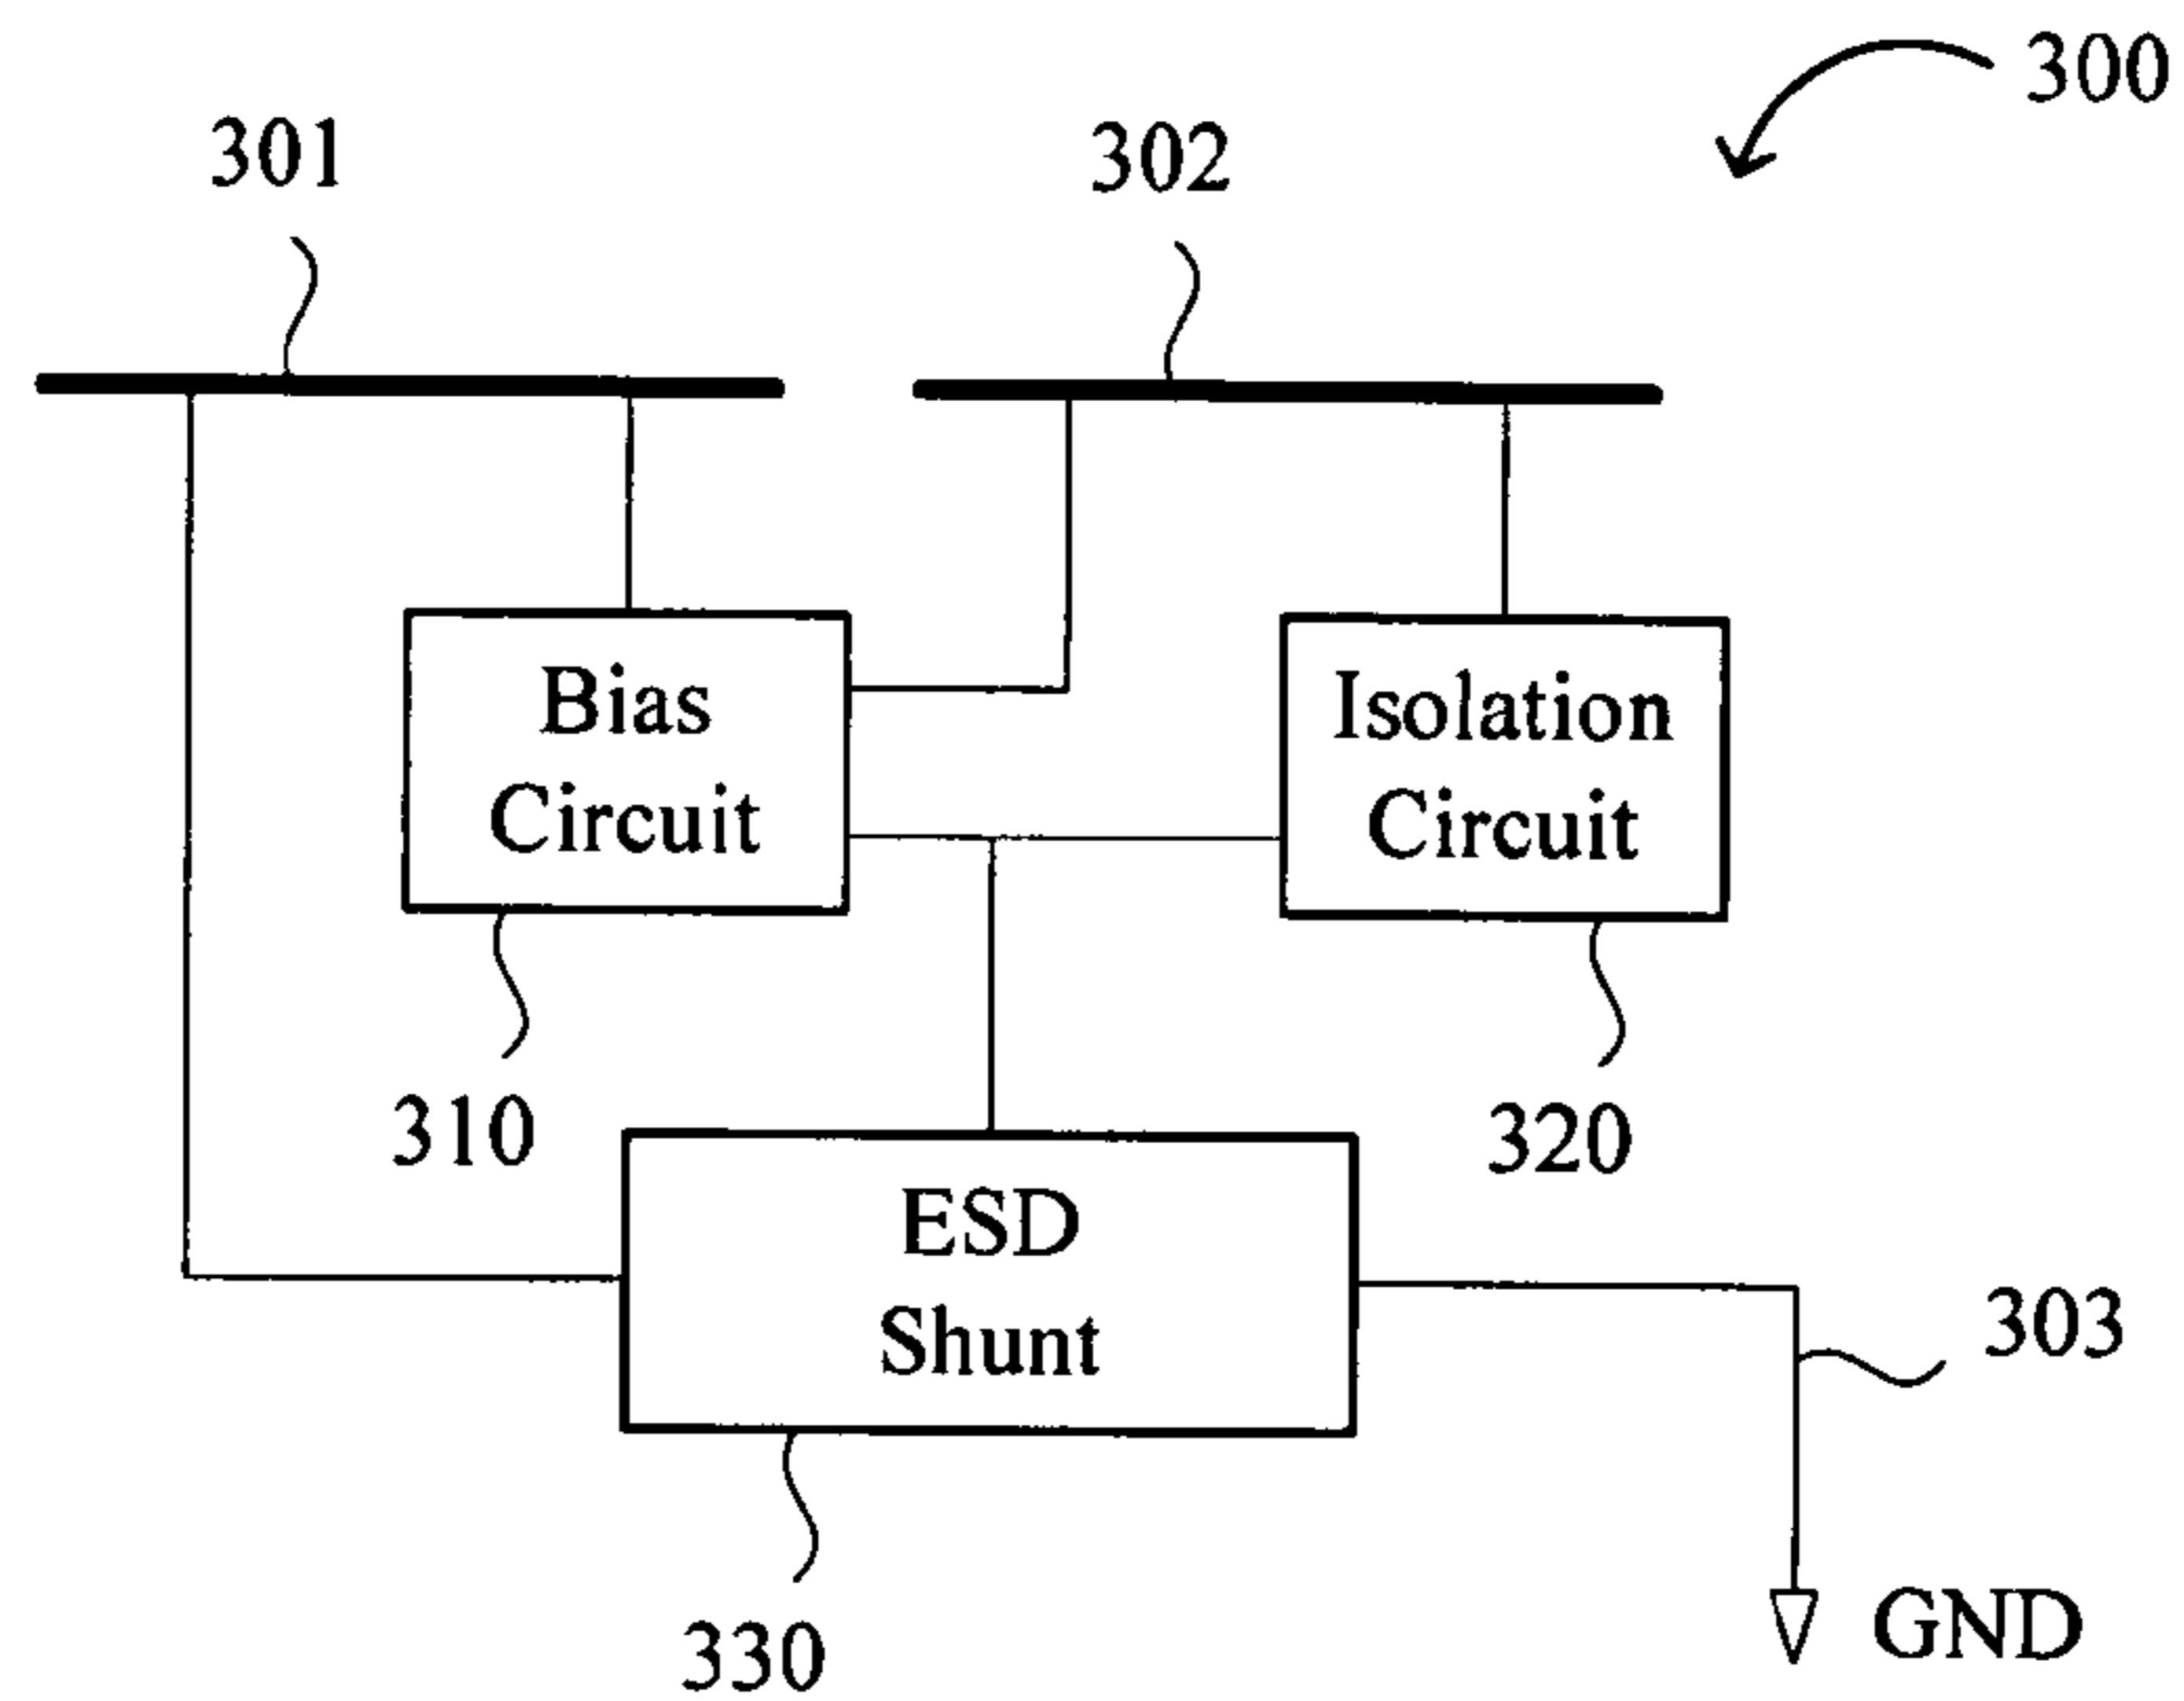 300
301
302
Bias
Circuit
Isolation
Circuit
310
320
ESD
Shunt
303
330
GND